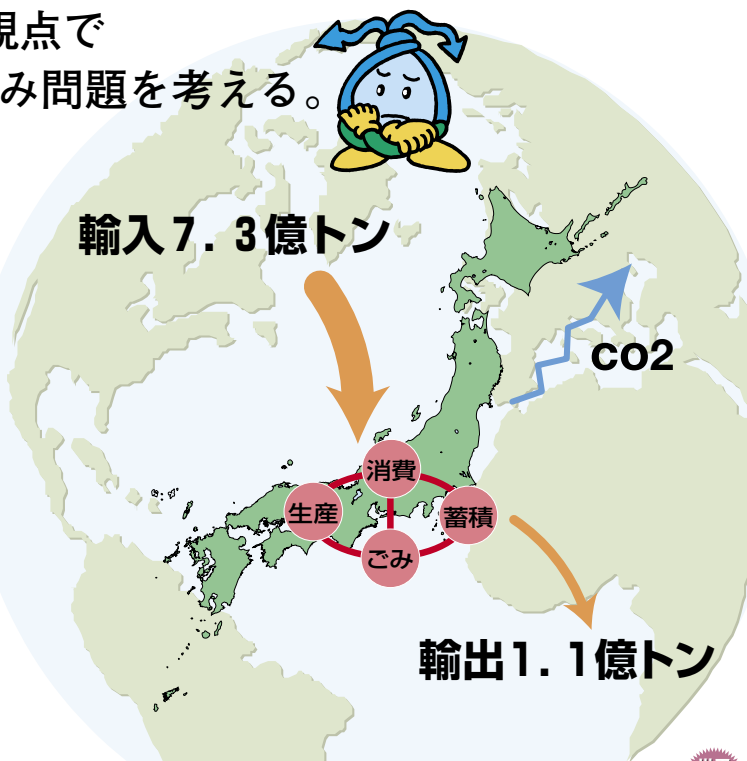 視点で
み問題を考える。
輸入7.3億トン
co2
消費
生産
蓄積
ごみ
輸出1.1億トン